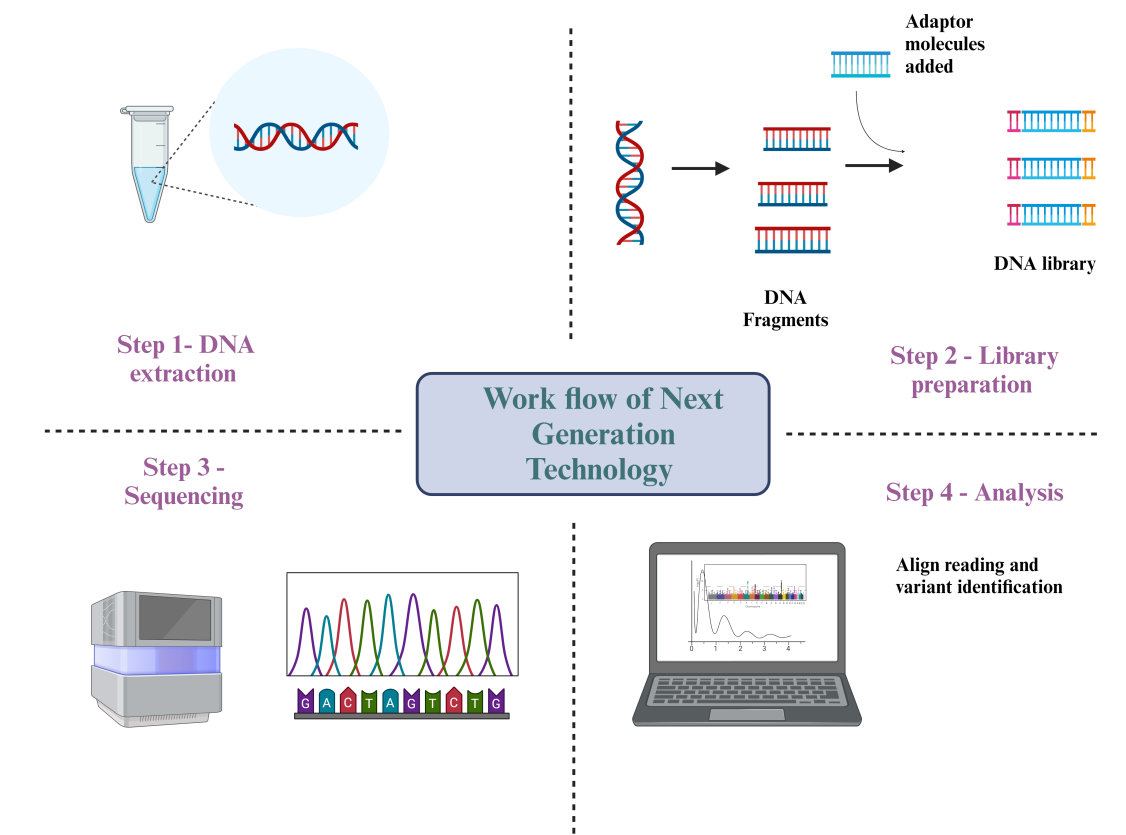 Adaptor
molecules
added
DNA library
DNA
Fragments
Step 1- DNA
extraction
Step 2 - Library
preparation
Work flow of Next
Generation
Technology
Step 3 -
Sequencing
G A C T A G T C T G
Step 4 - Analysis
Align reading and
variant identification
0 1 2 3 4